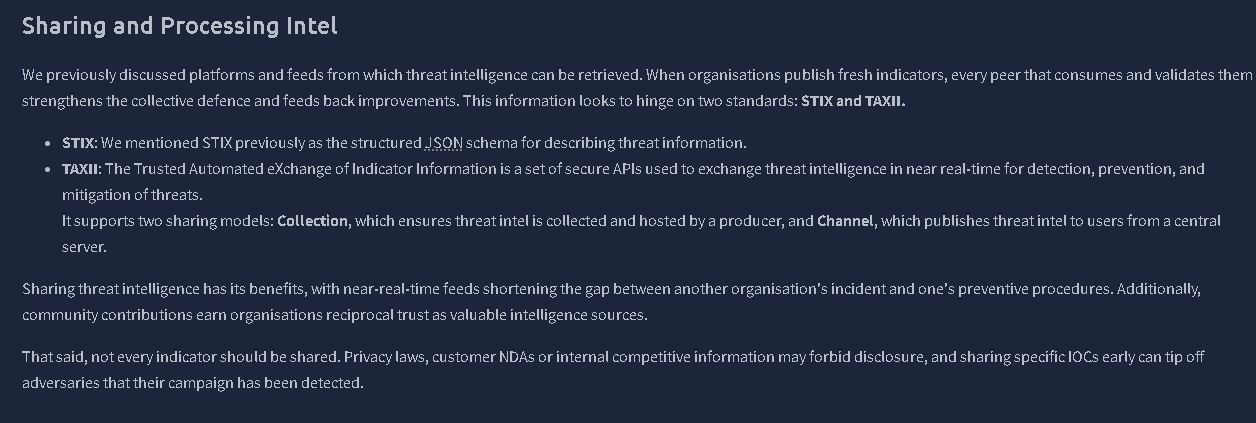 Sharing and Processing Intel
We previously discussed platforms and feeds from which threat intelligence can be retrieved. When organisations publish fresh indicators, every peer that consumes and validates them
strengthens the collective defence and feeds back improvements. This information looks to hinge on two standards: STIX and TAXII.
• STIX: We mentioned STIX previously as the structured JSON schema for describing threat information.
• TAXII: The Trusted Automated eXchange of Indicator Information is a set of secure APIs used to exchange threat intelligence in near real-time for detection, prevention, and
mitigation of threats.
It supports two sharing models: Collection, which ensures threat intel is collected and hosted by a producer, and Channel, which publishes threat intel to users from a central
server.
Sharing threat intelligence has its benefits, with near-real-time feeds shortening the gap between another organisation's incident and one's preventive procedures. Additionally,
community contributions earn organisations reciprocal trust as valuable intelligence sources.
That said, not every indicator should be shared. Privacy laws, customer NDAs or internal competitive information may forbid disclosure, and sharing specific IOCs early can tip off
adversaries that their campaign has been detected.